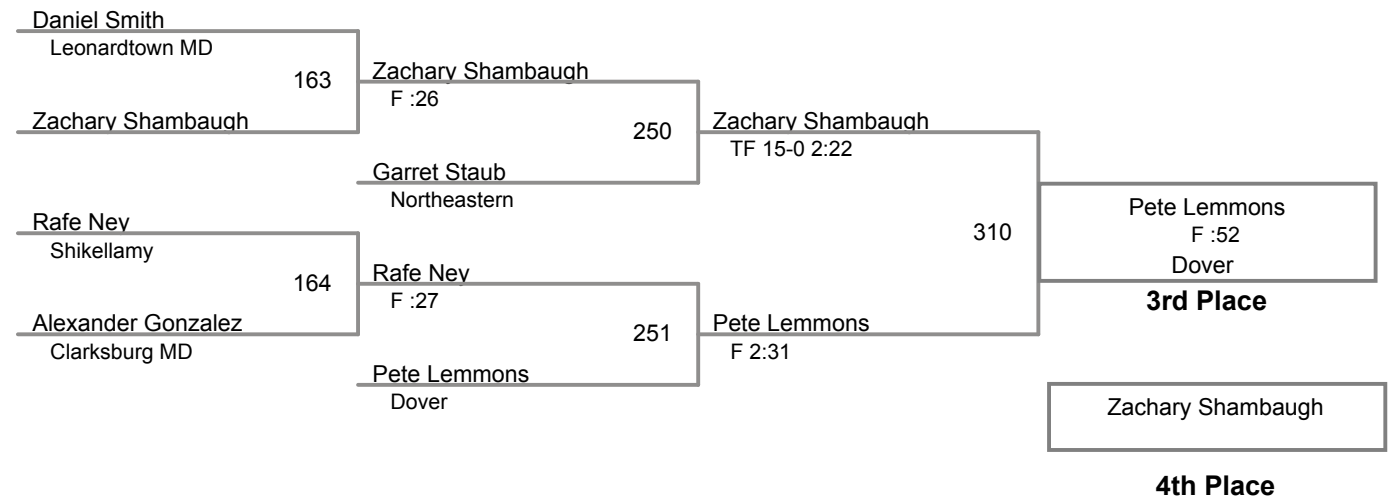 Daniel Smith
Leonardtown MD
163
Zachary Shambaugh
F :26
Zachary Shambaugh
250
Zachary Shambaugh
TF 15-0 2:22
Garret Staub
Northeastern
Rafe Ney
Shikellamy
310
Pete Lemmons
F :52
Dover
3rd Place
164
Rafe Ney
F :27
Alexander Gonzalez
Clarksburg MD
251
Pete Lemmons
F 2:31
Pete Lemmons
Dover
Zachary Shambaugh
4th Place